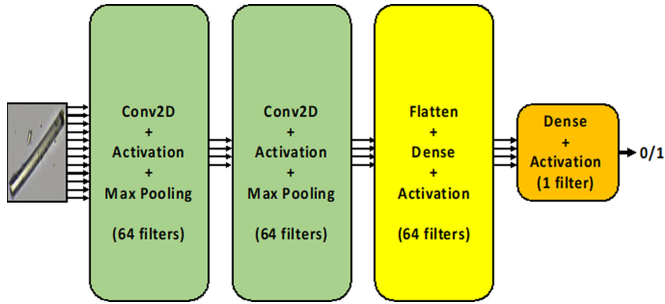 Conv2D
+
Activation
+
Max Pooling
(64 filters)
Conv2D
+
Activation
+
Max Pooling
(64 filters)
Flatten
+
Dense
+
Activation
(64 filters)
Dense
+
Activation
(1 filter)
0/1